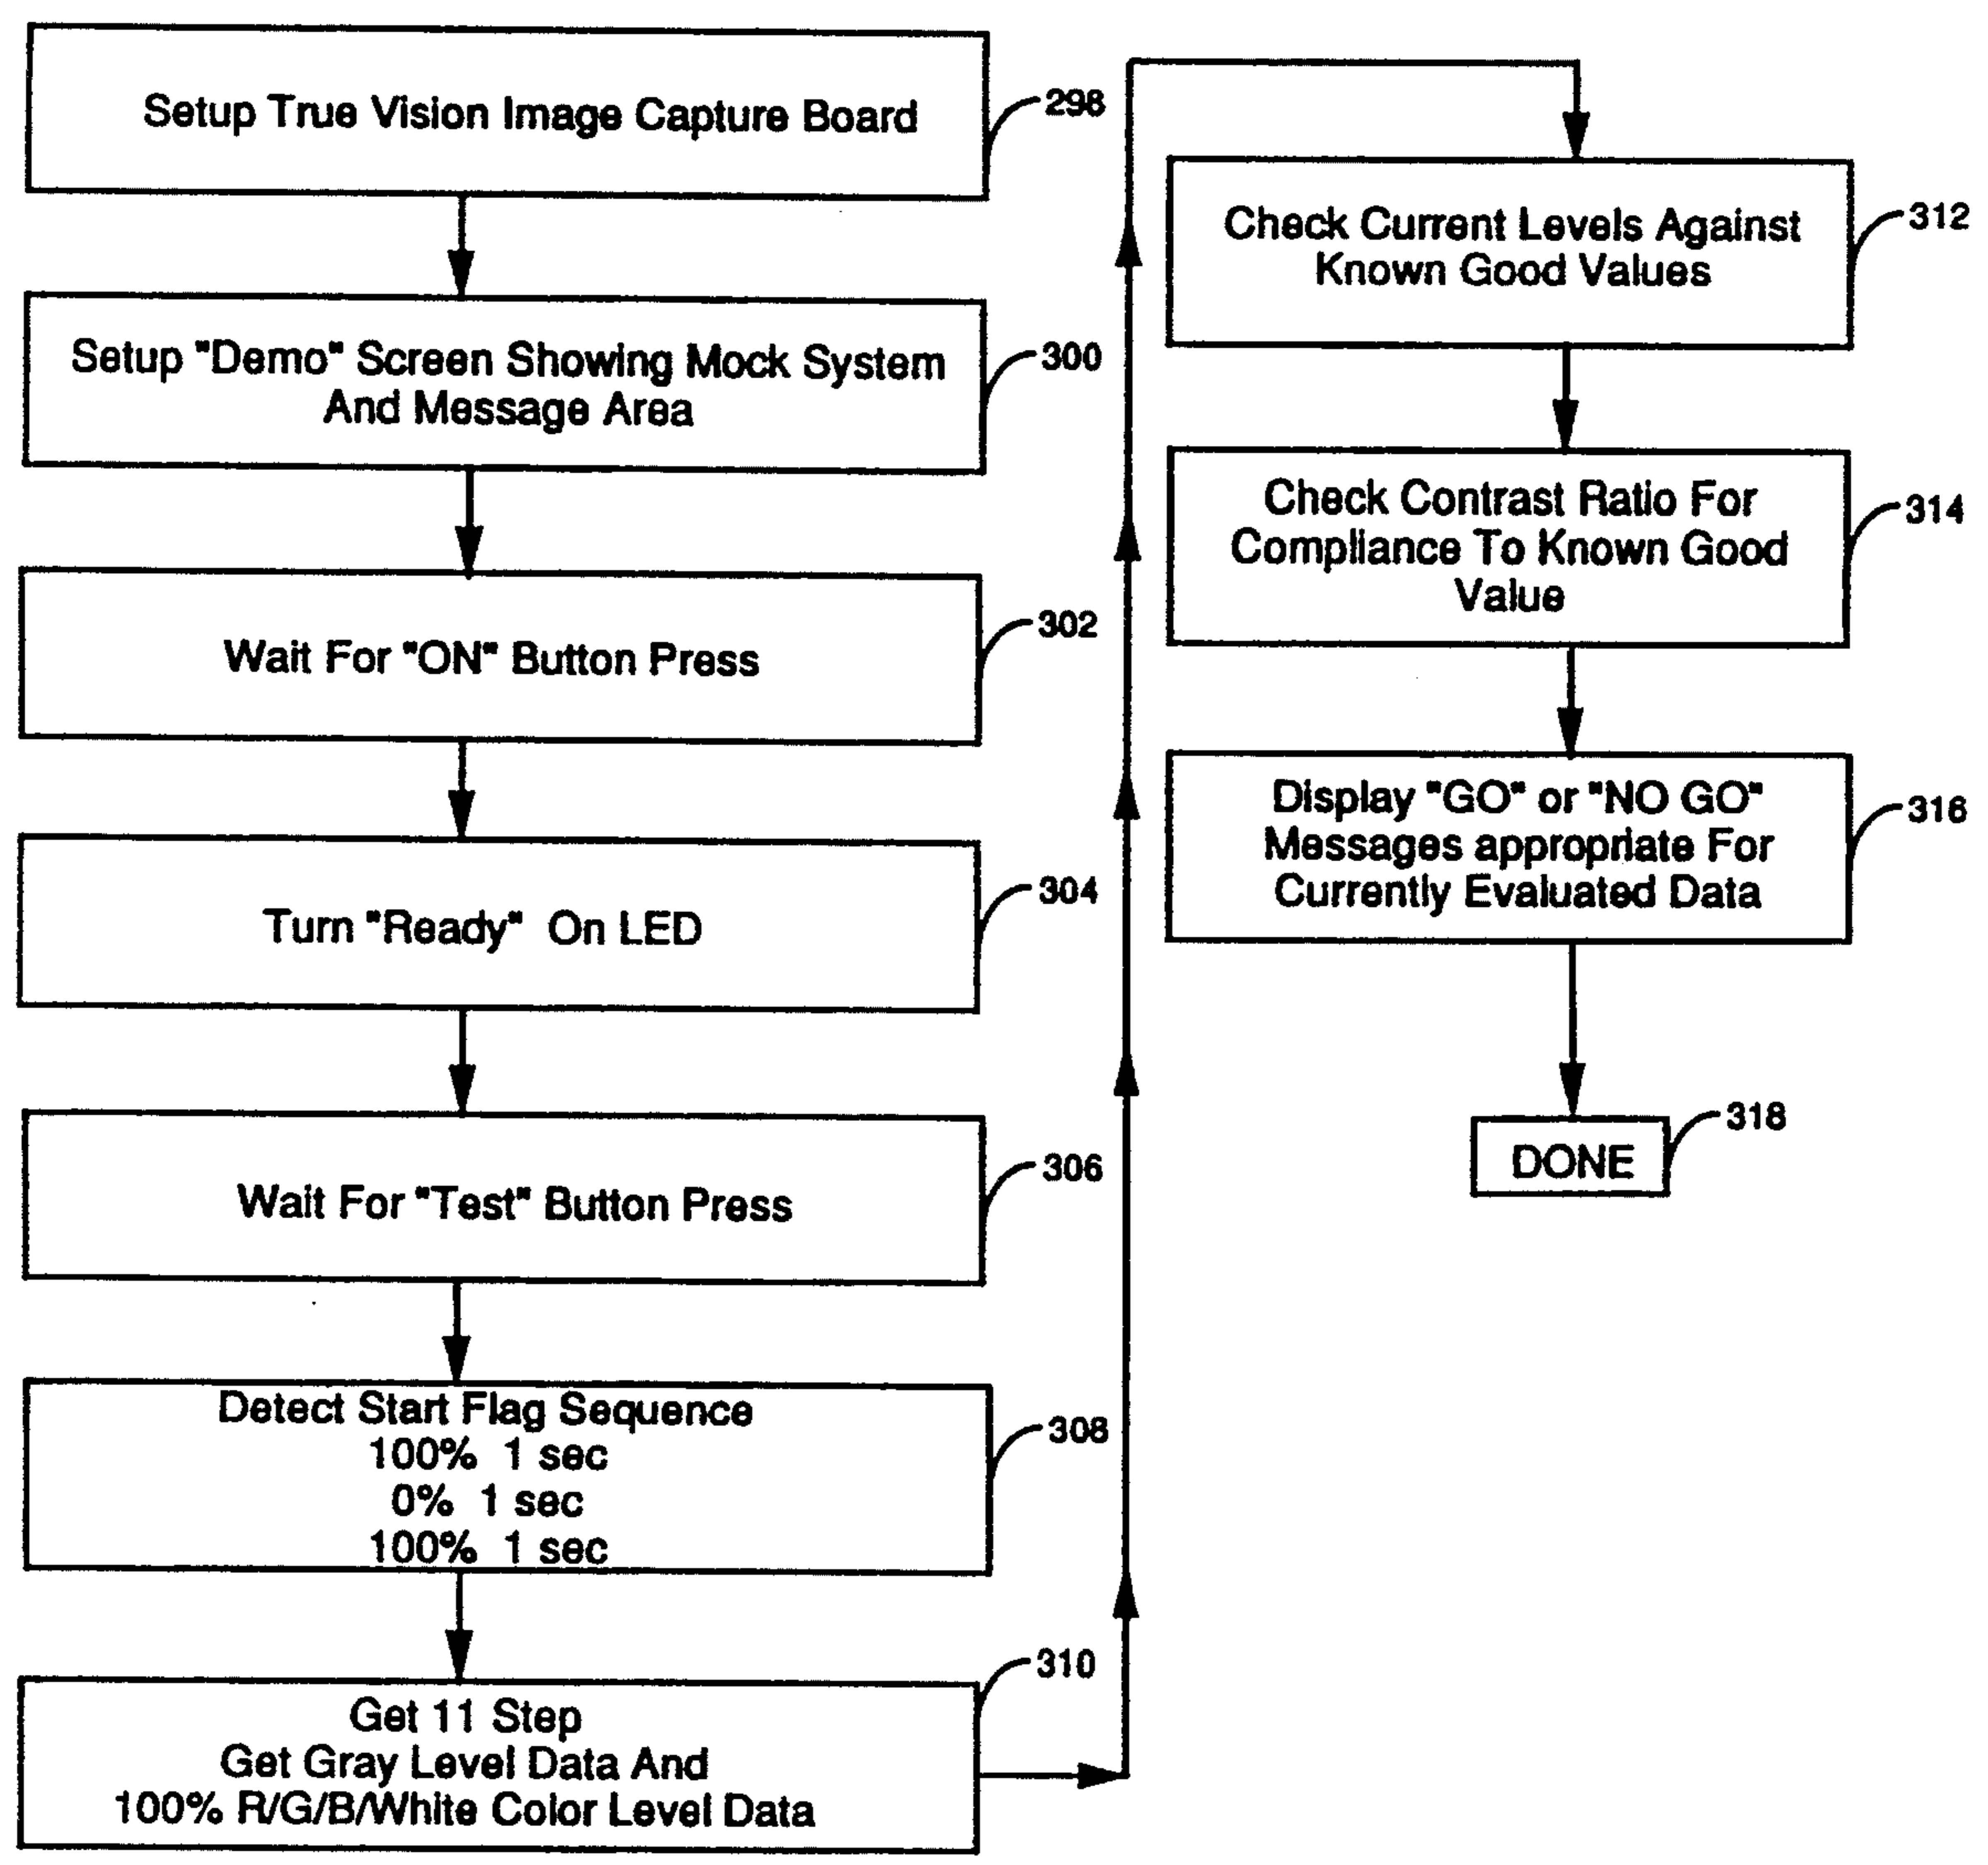 Setup True Vision Image Capture Board
298
Setup "Demo" Screen Showing Mock System
And Message Area
300
Wait For "ON" Button Press
302
Turn "Ready" On LED
304
Wait For "Test" Button Press
306
Detect Start Flag Sequence
100% 1 sec
0% 1 sec
100% 1 sec
308
Get 11 Step
Get Gray Level Data And
100% R/G/B/White Color Level Data
310
Check Current Levels Against
Known Good Values
312
Check Contrast Ratio For
Compliance To Known Good
Value
314
Display "GO" or "NO GO"
Messages appropriate For
Currently Evaluated Data
316
DONE
318